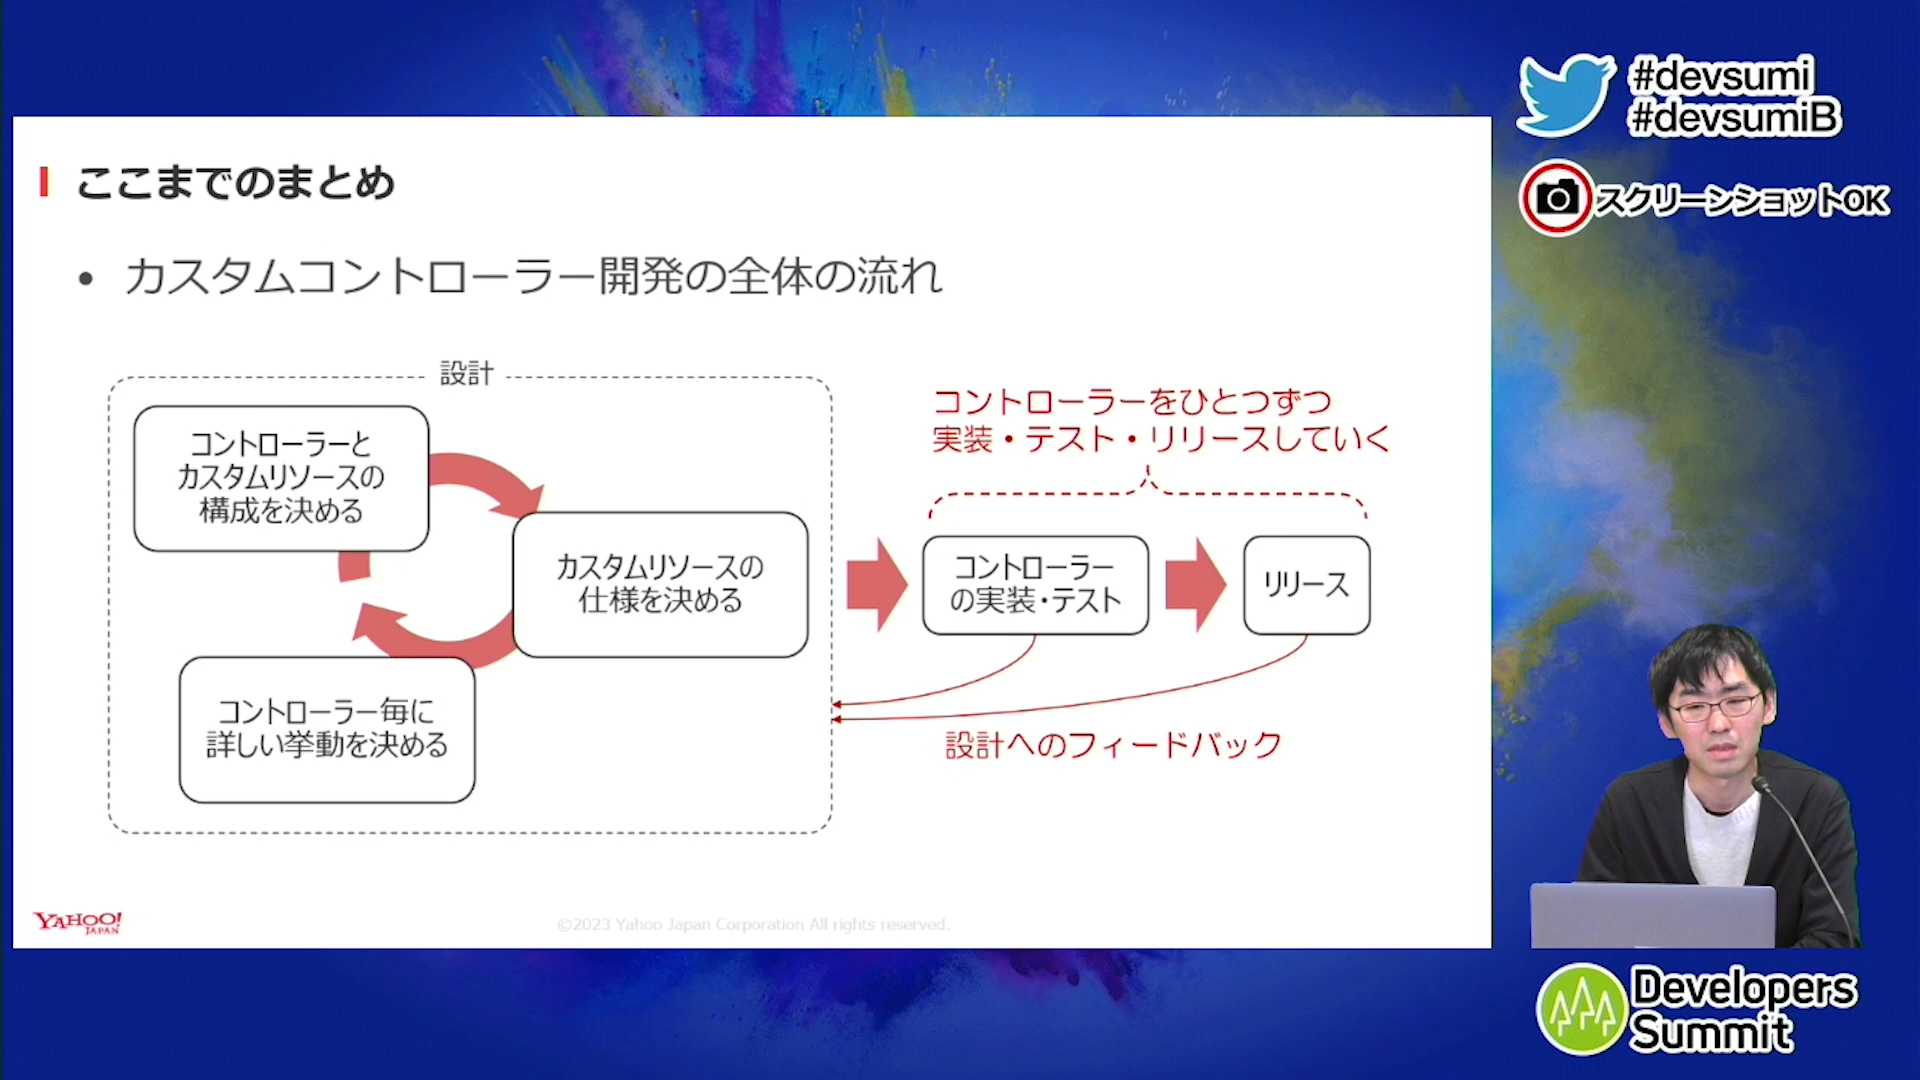 #devsumi
#devsumiB
スクリーンショットOK
ここまでのまとめ
• カスタムコントローラー開発の全体の流れ
設計
コントローラーと
カスタムリソースの
構成を決める
カスタムリソースの
仕様を決める
コントローラー毎に
詳しい挙動を決める
コントローラーをひとつずつ
実装・テスト・リリースしていく
コントローラー
の実装・テスト
リリース
設計へのフィードバック
YAHOO!
JAPAN
©2023 Yahoo Japan Corporation All rights reserved.
Developers
Summit